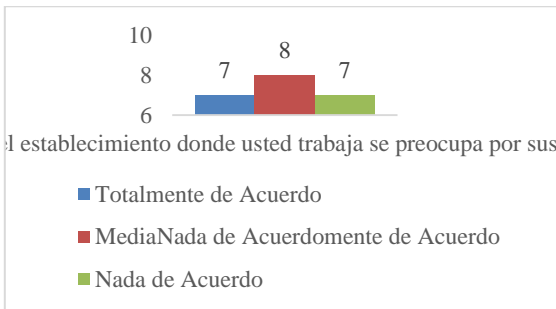 10
8
7
8
7
6
el establecimiento donde usted trabaja se preocupa por sus
Totalmente de Acuerdo
MediaNada de Acuerdomente de Acuerdo
Nada de Acuerdo